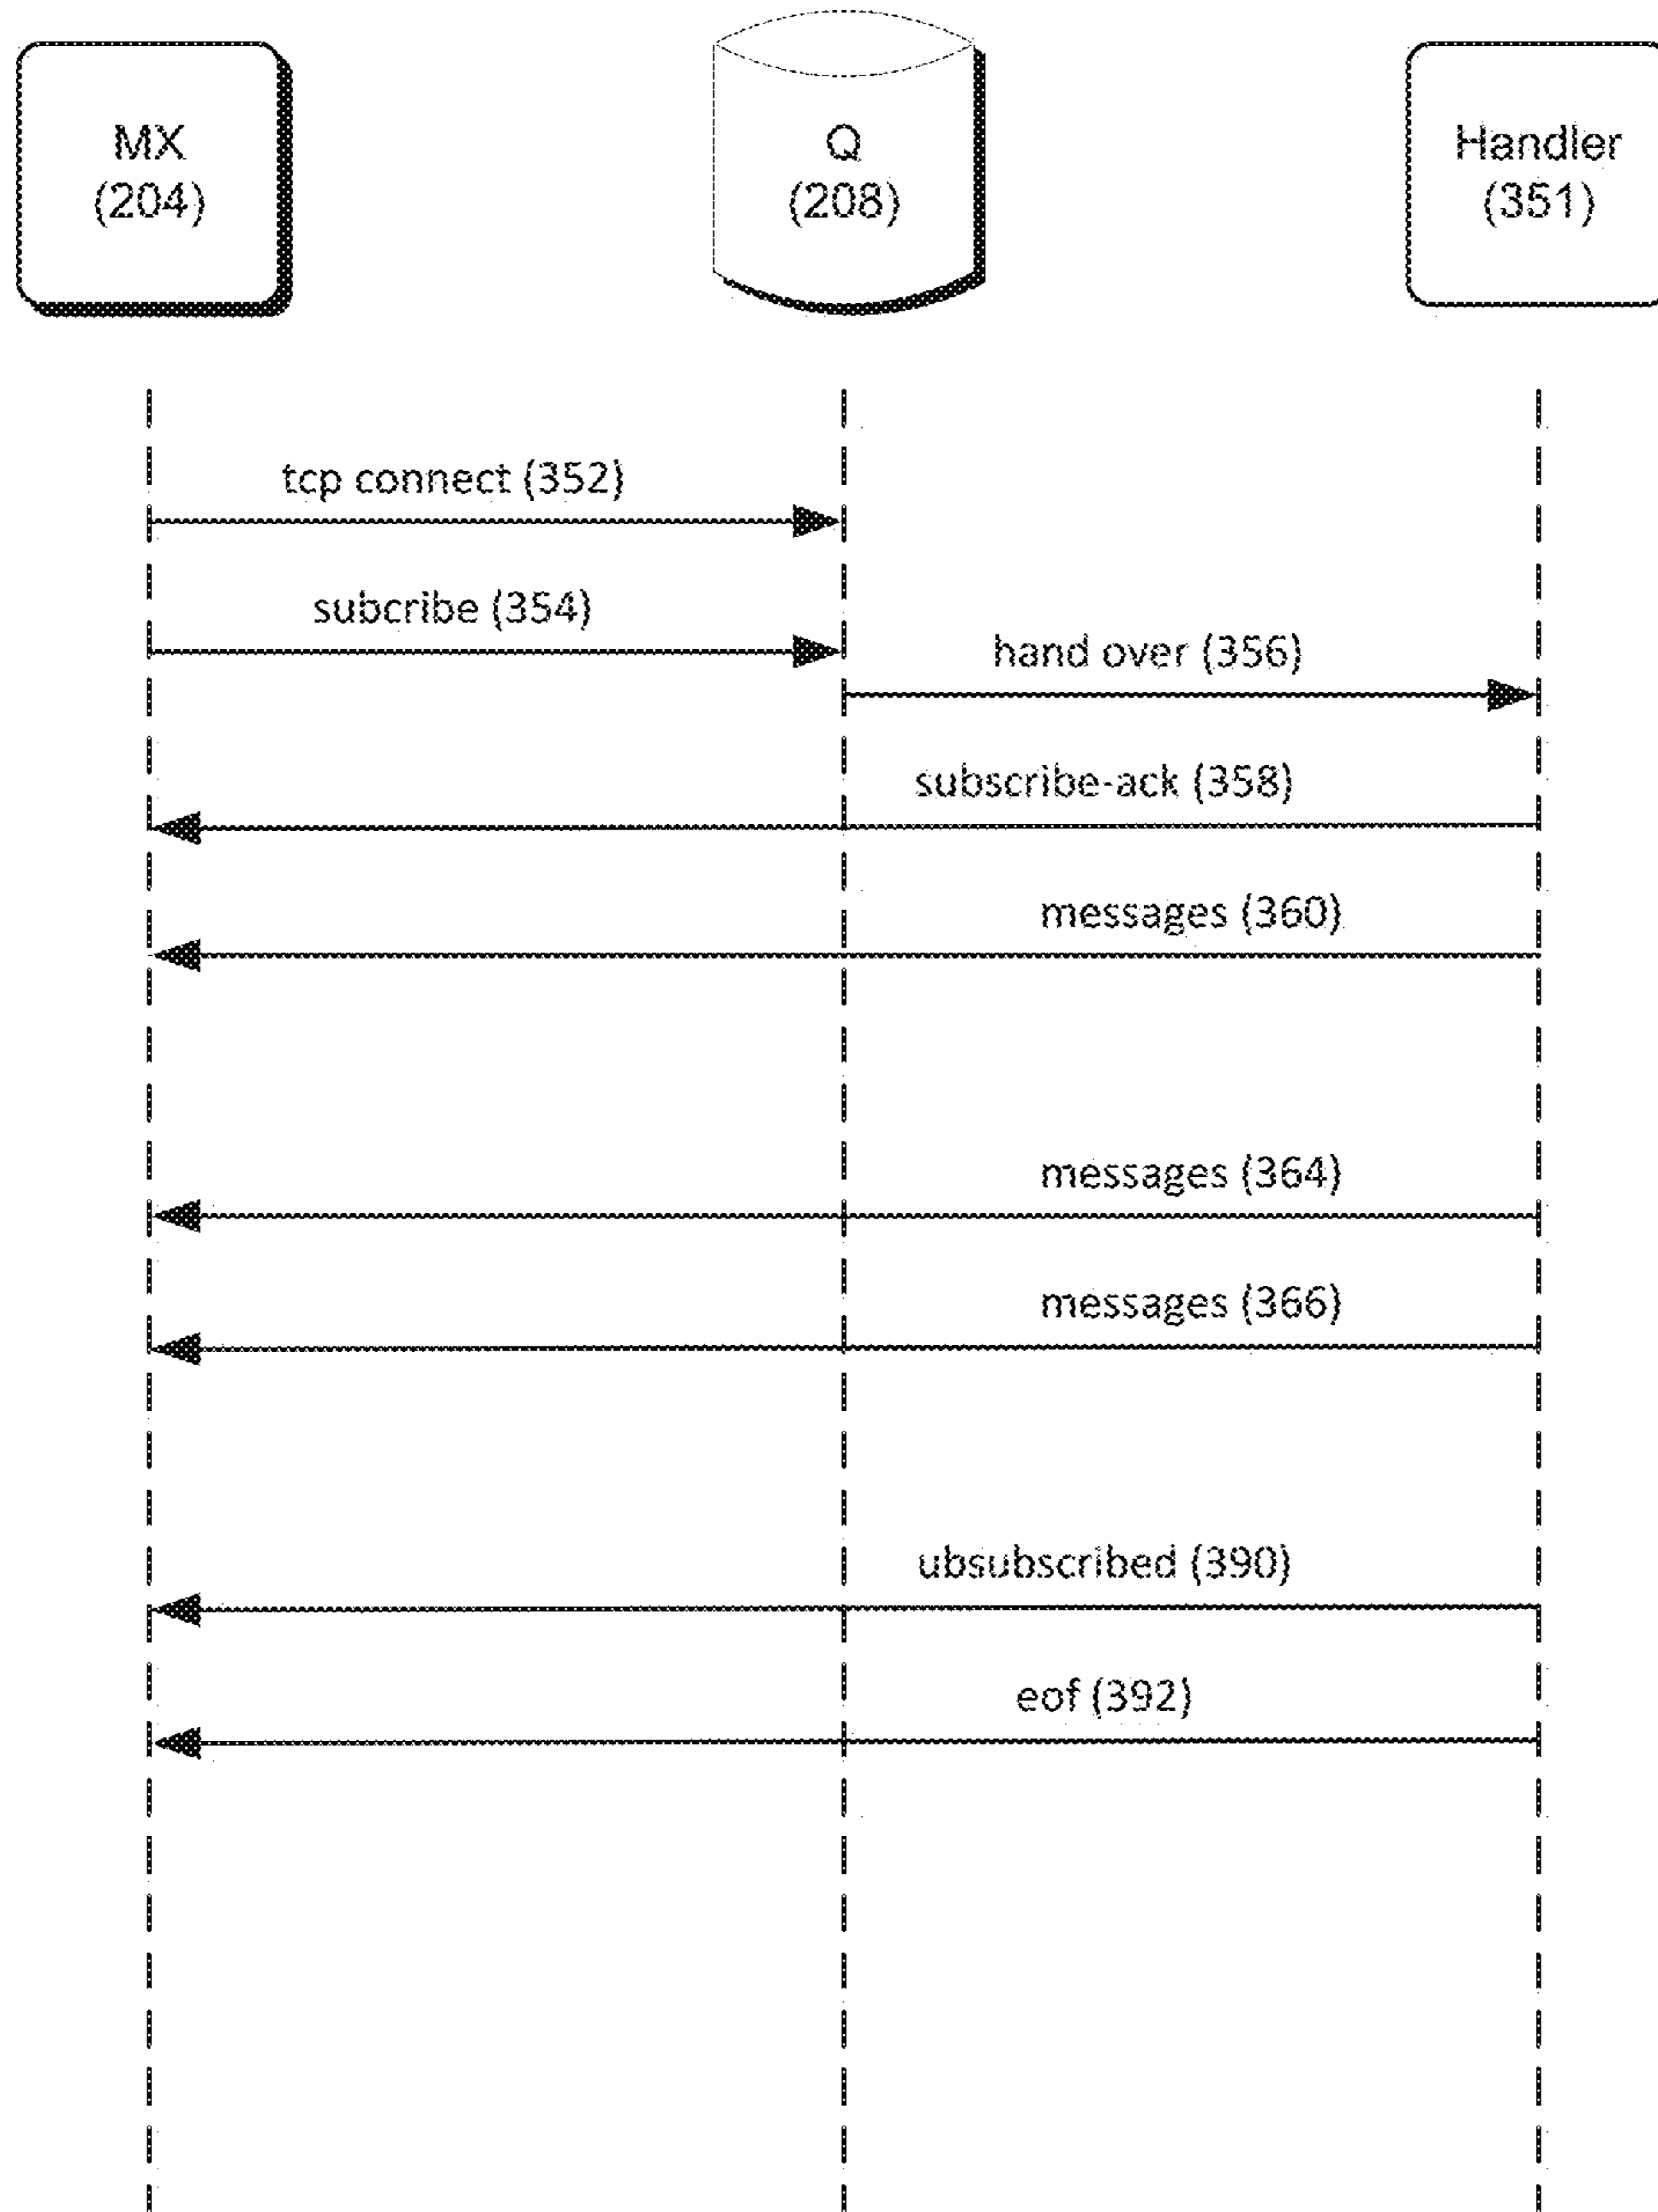 MX
(204)
Q
(208)
Handler
(351)
tcp connect (352)
subcribe (354)
hand over (356)
subscribe-ack (358)
messages (360)
messages (364)
messages (366)
ubsubscribed (390)
eof (392)